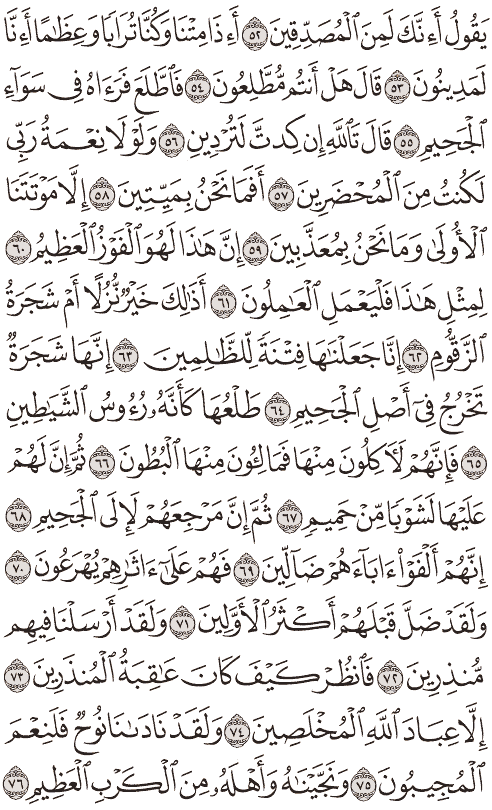 يَقُولُ أَءِنَّكَ لَمِنَ ٱلْمُصَدِّقِينَ ٥٢ أَءِذَا مِتْنَا وَكُنَّا تُرَابًا وَعِظَٰمًا أَءِنَّا
لَمَدِينُونَ ٥٣ قَالَ هَلْ أَنتُم مُّطَّلِعُونَ ٥٤ فَٱطَّلَعَ فَرَءَاهُ فِى سَوَآءِ
ٱلْجَحِيمِ ٥٥ قَالَ تَٱللَّهِ إِن كِدتَّ لَتُرْدِينِ ٥٦ وَلَوْلَا نِعْمَةُ رَبِّى
لَكُنتُ مِنَ ٱلْمُحْضَرِينَ ٥٧ أَفَمَا نَحْنُ بِمَيِّتِينَ ٥٨ إِلَّا مَوْتَتَنَا
ٱلْأُولَىٰ وَمَا نَحْنُ بِمُعَذَّبِينَ ٥٩ إِنَّ هَٰذَا لَهُوَ ٱلْفَوْزُ ٱلْعَظِيمُ ٦٠
لِمِثْلِ هَٰذَا فَلْيَعْمَلِ ٱلْعَٰمِلُونَ ٦١ أَذَٰلِكَ خَيْرٌ نُّزُلًا أَمْ شَجَرَةُ
ٱلزَّقُّومِ ٦٢ إِنَّا جَعَلْنَٰهَا فِتْنَةً لِّلظَّٰلِمِينَ ٦٣ إِنَّهَا شَجَرَةٌ
تَخْرُجُ فِىٓ أَصْلِ ٱلْجَحِيمِ ٦٤ طَلْعُهَا كَأَنَّهُۥ رُءُوسُ ٱلشَّيَٰطِينِ
٦٥ فَإِنَّهُمْ لَءَاكِلُونَ مِنْهَا فَمَالِـُٔونَ مِنْهَا ٱلْبُطُونَ ٦٦ ثُمَّ إِنَّ لَهُمْ
عَلَيْهَا لَشَوْبًا مِّنْ حَمِيمٍ ٦٧ ثُمَّ إِنَّ مَرْجِعَهُمْ لَإِلَى ٱلْجَحِيمِ ٦٨
إِنَّهُمْ أَلْفَوْا۟ ءَابَآءَهُمْ ضَآلِّينَ ٦٩ فَهُمْ عَلَىٰٓ ءَاثَٰرِهِمْ يُهْرَعُونَ ٧٠
وَلَقَدْ ضَلَّ قَبْلَهُمْ أَكْثَرُ ٱلْأَوَّلِينَ ٧١ وَلَقَدْ أَرْسَلْنَا فِيهِم
مُّنذِرِينَ ٧٢ فَٱنظُرْ كَيْفَ كَانَ عَٰقِبَةُ ٱلْمُنذَرِينَ ٧٣
إِلَّا عِبَادَ ٱللَّهِ ٱلْمُخْلَصِينَ ٧٤ وَلَقَدْ نَادَىٰنَا نُوحٌ فَلَنِعْمَ
ٱلْمُجِيبُونَ ٧٥ وَنَجَّيْنَٰهُ وَأَهْلَهُۥ مِنَ ٱلْكَرْبِ ٱلْعَظِيمِ ٧٦